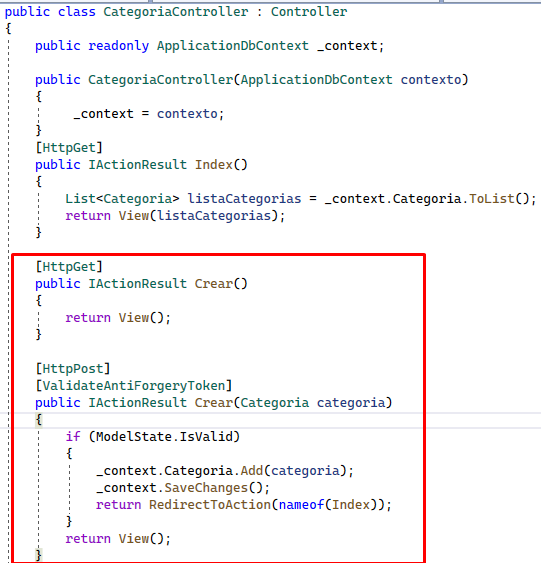 public class CategoriaController : Controller
{
public readonly ApplicationDbContext _context;
public CategoriaController(ApplicationDbContext contexto)
{
_context = contexto;
}
[HttpGet]
public IActionResult Index()
{
List<Categoria> listaCategorias = _context.Categoria.ToList();
return View(listaCategorias);
}
[HttpGet]
public IActionResult Crear()
{
return View();
}
[HttpPost]
[ValidateAntiForgeryToken]
public IActionResult Crear(Categoria categoria)
{
if (ModelState.IsValid)
{
_context.Categoria.Add(categoria);
_context.SaveChanges();
return RedirectToAction(nameof(Index));
}
return View();
}